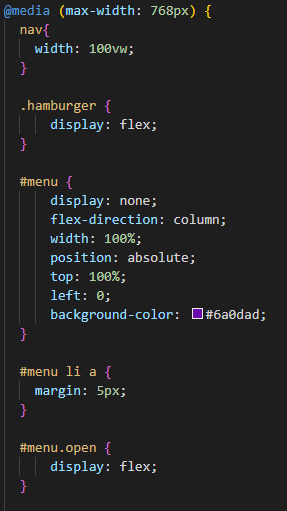 @media (max-width: 768px) {
  nav{
    width: 100vw;
  }

  .hamburger {
      display: flex;
  }

  #menu {
      display: none;
      flex-direction: column;
      width: 100%;
      position: absolute;
      top: 100%;
      left: 0;
      background-color: #6a0dad;
  }

  #menu li a {
    margin: 5px;
  }

  #menu.open {
      display: flex;
  }